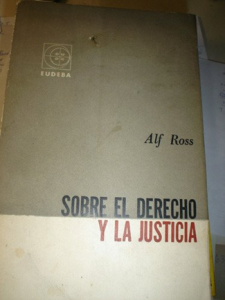 EUDEBA
Alf Ross
SOBRE EL DERECHO
Y LA JUSTICIA